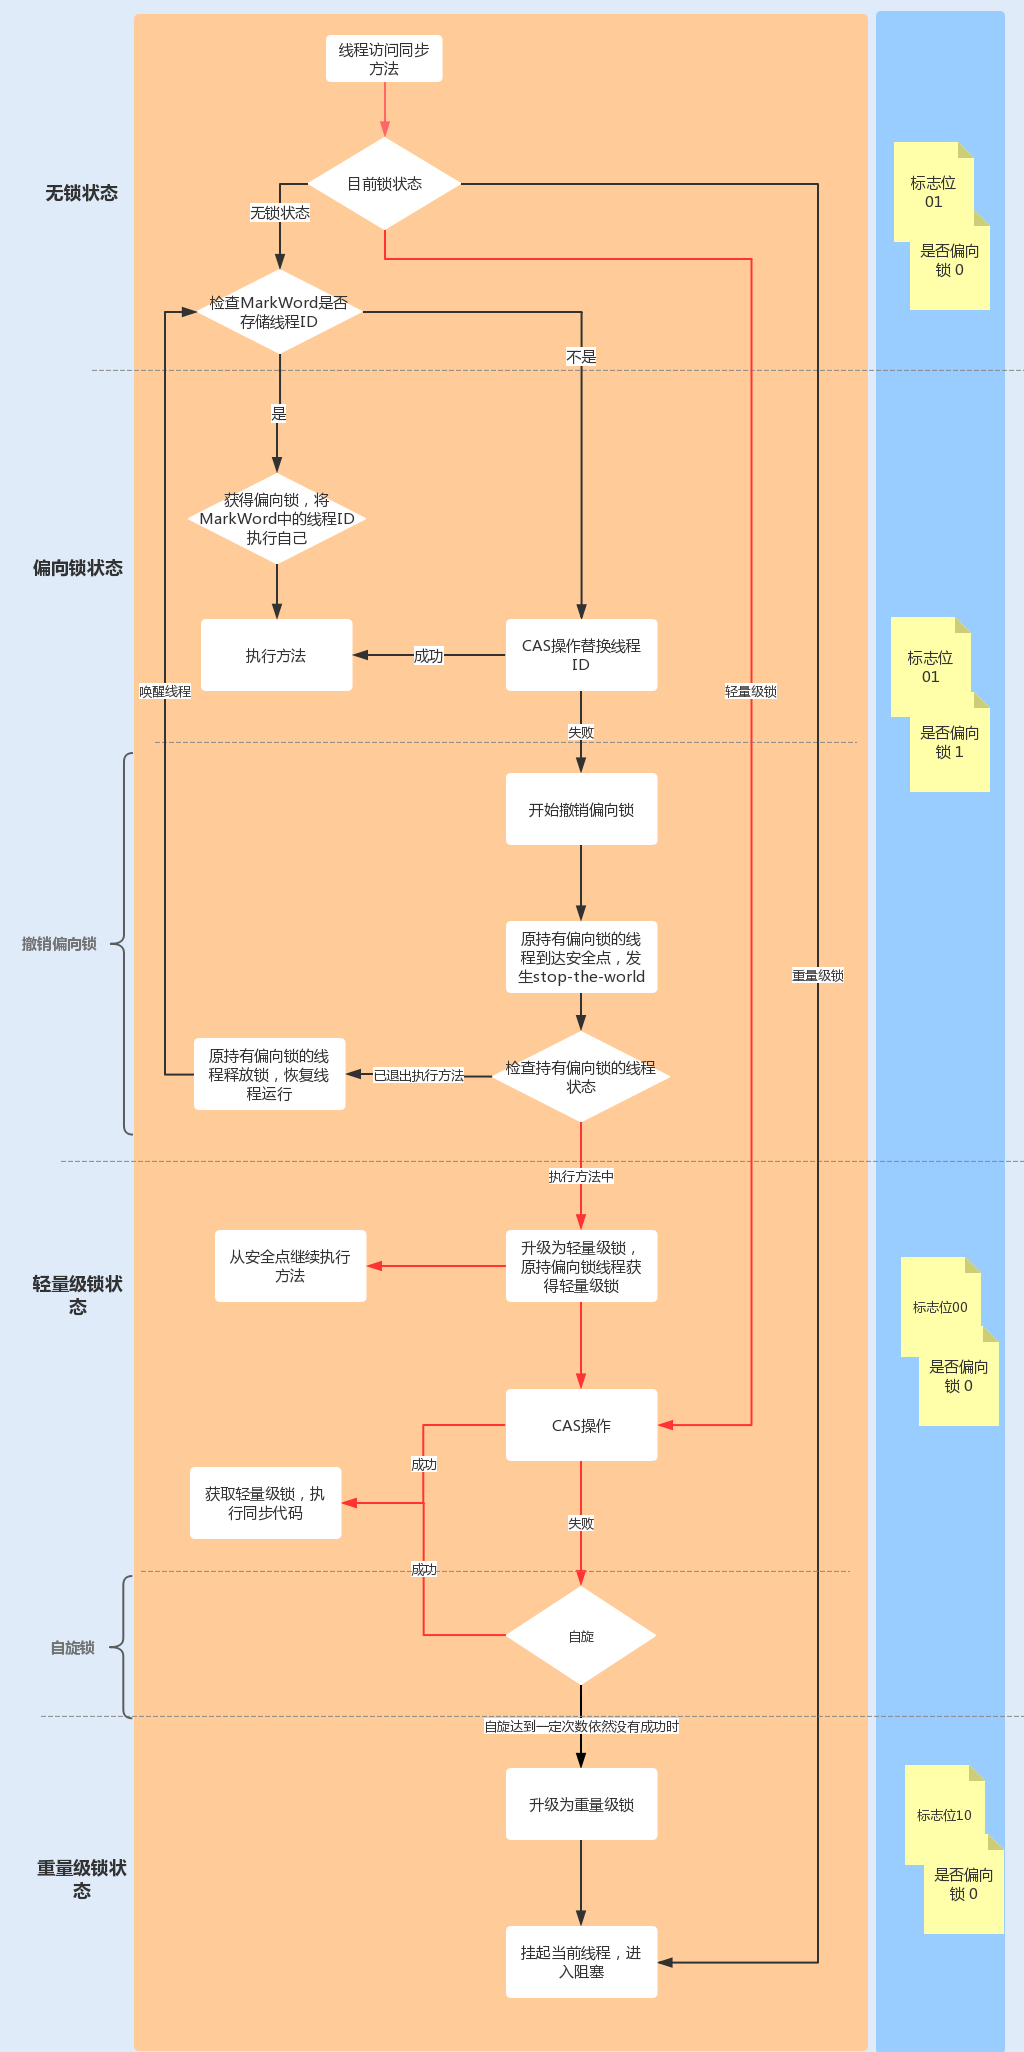 线程访问同步
方法
无锁状态
目前锁状态
标志位
01
无锁状态
是否偏向
锁 0
检查MarkWord是否
存储线程ID
不是
是
获得偏向锁，将
MarkWord中的线程ID
执行自己
偏向锁状态
执行方法
成功
CAS操作替换线程
ID
标志位
01
唤醒线程
轻量级锁
失败
是否偏向
锁 1
开始撤销偏向锁
撤销偏向锁
原持有偏向锁的线
程到达安全点，发
生stop-the-world
重量级锁
原持有偏向锁的线
程释放锁，恢复线
程运行
已退出执行方法
检查持有偏向锁的线程
状态
执行方法中
轻量级锁状
态
从安全点继续执行
方法
升级为轻量级锁，
原持偏向锁线程获
得轻量级锁
标志位00
是否偏向
锁 0
CAS操作
成功
获取轻量级锁，执
行同步代码
失败
成功
自旋锁
自旋
自旋达到一定次数依然没有成功时
升级为重量级锁
标志位10
重量级锁状
态
是否偏向
锁 0
挂起当前线程，进
入阻塞